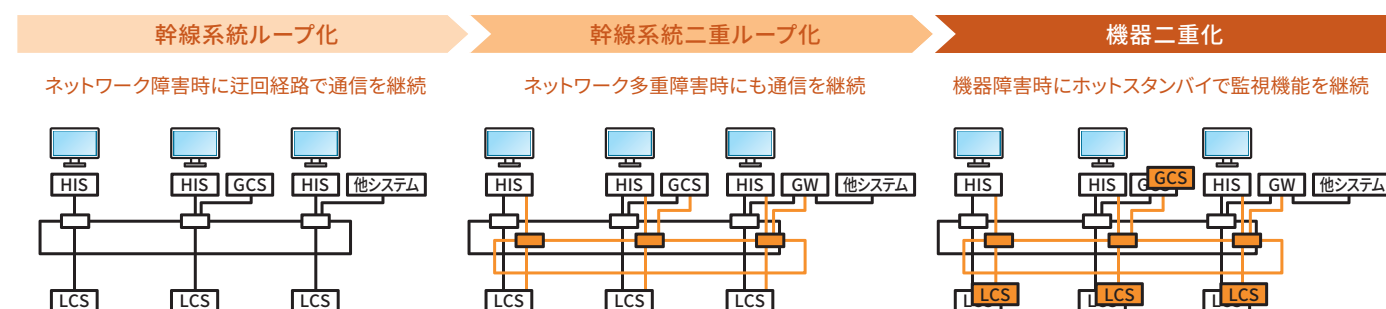 幹線系統ループ化
ネットワーク障害時に迂回経路で通信を継続
HIS
HIS
GCS
HIS
他システム
LCS
LCS
LCS
幹線系統二重ループ化
ネットワーク多重障害時にも通信を継続
HIS
HIS
GCS
HIS
GW
他システム
LCS
LCS
LCS
機器二重化
機器障害時にホットスタンバイで監視機能を継続
HIS
HIS
GCS
HIS
GW
他システム
LCS
LCS
LCS